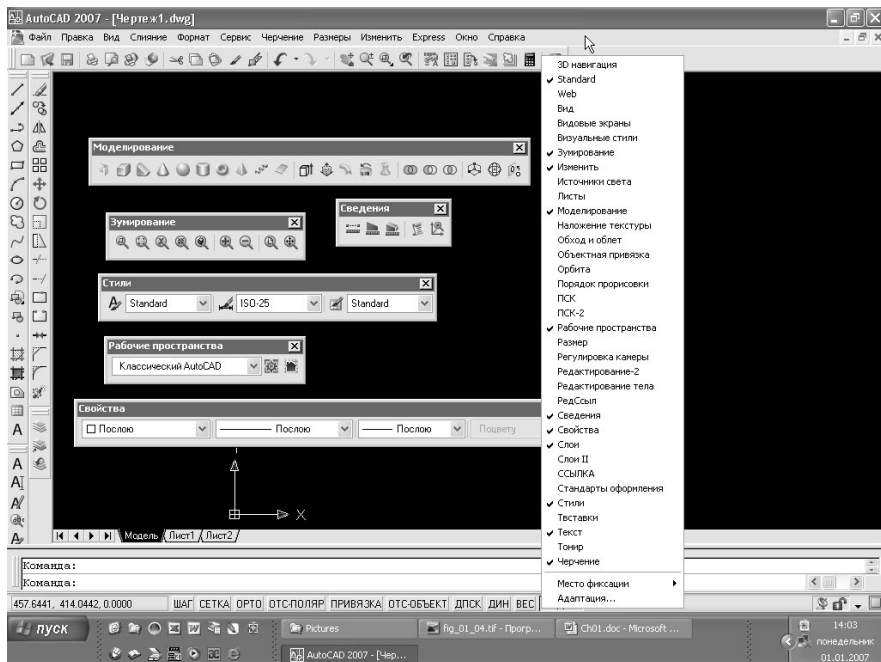 AutoCAD 2007 - [Чертеж1.dwg]
Файл Правка Вид Слияние Формат Сервис Черчение Размеры Изменить Express Окно Справка
Моделирование
Зумирование
Сведения
Стили
Standard
ISO-25
Standard
Рабочие пространства
Классический AutoCAD
Свойства
Послою
Послою
Послою
Поцвету
X
Модель
Лист1
Лист2
3D навигация
Standard
Web
Вид
Видовые экраны
Визуальные стили
Зумирование
Изменить
Источники света
Листы
Моделирование
Наложение текстуры
Обход и облет
Объектная привязка
Орбита
Порядок прорисовки
ПСК
ПСК-2
Рабочие пространства
Размер
Регулировка камеры
Редактирование-2
Редактирование тела
РедСсыл
Сведения
Свойства
Слои
Слои II
ССЫЛКА
Стандарты оформления
Стили
Твставки
Текст
Тонир
Черчение
Место фиксации
Адаптация...
Команда:
Команда:
457.6441, 414.0442, 0.0000
ШАГ СЕТКА ОРТО ОТС-ПОЛЯР ПРИВЯЗКА ОТС-ОБЪЕКТ ДПСК ДИН ВЕС
пуск
Pictures
fig_01_04.tif - Прогр...
Ch01.doc - Microsoft ...
AutoCAD 2007 - [Чер...
14:03
понедельник
01.01.2007